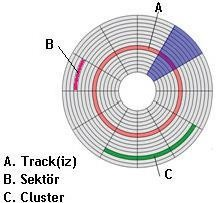 A
B
C
A. Track(iz)
B. Sektör
C. Cluster